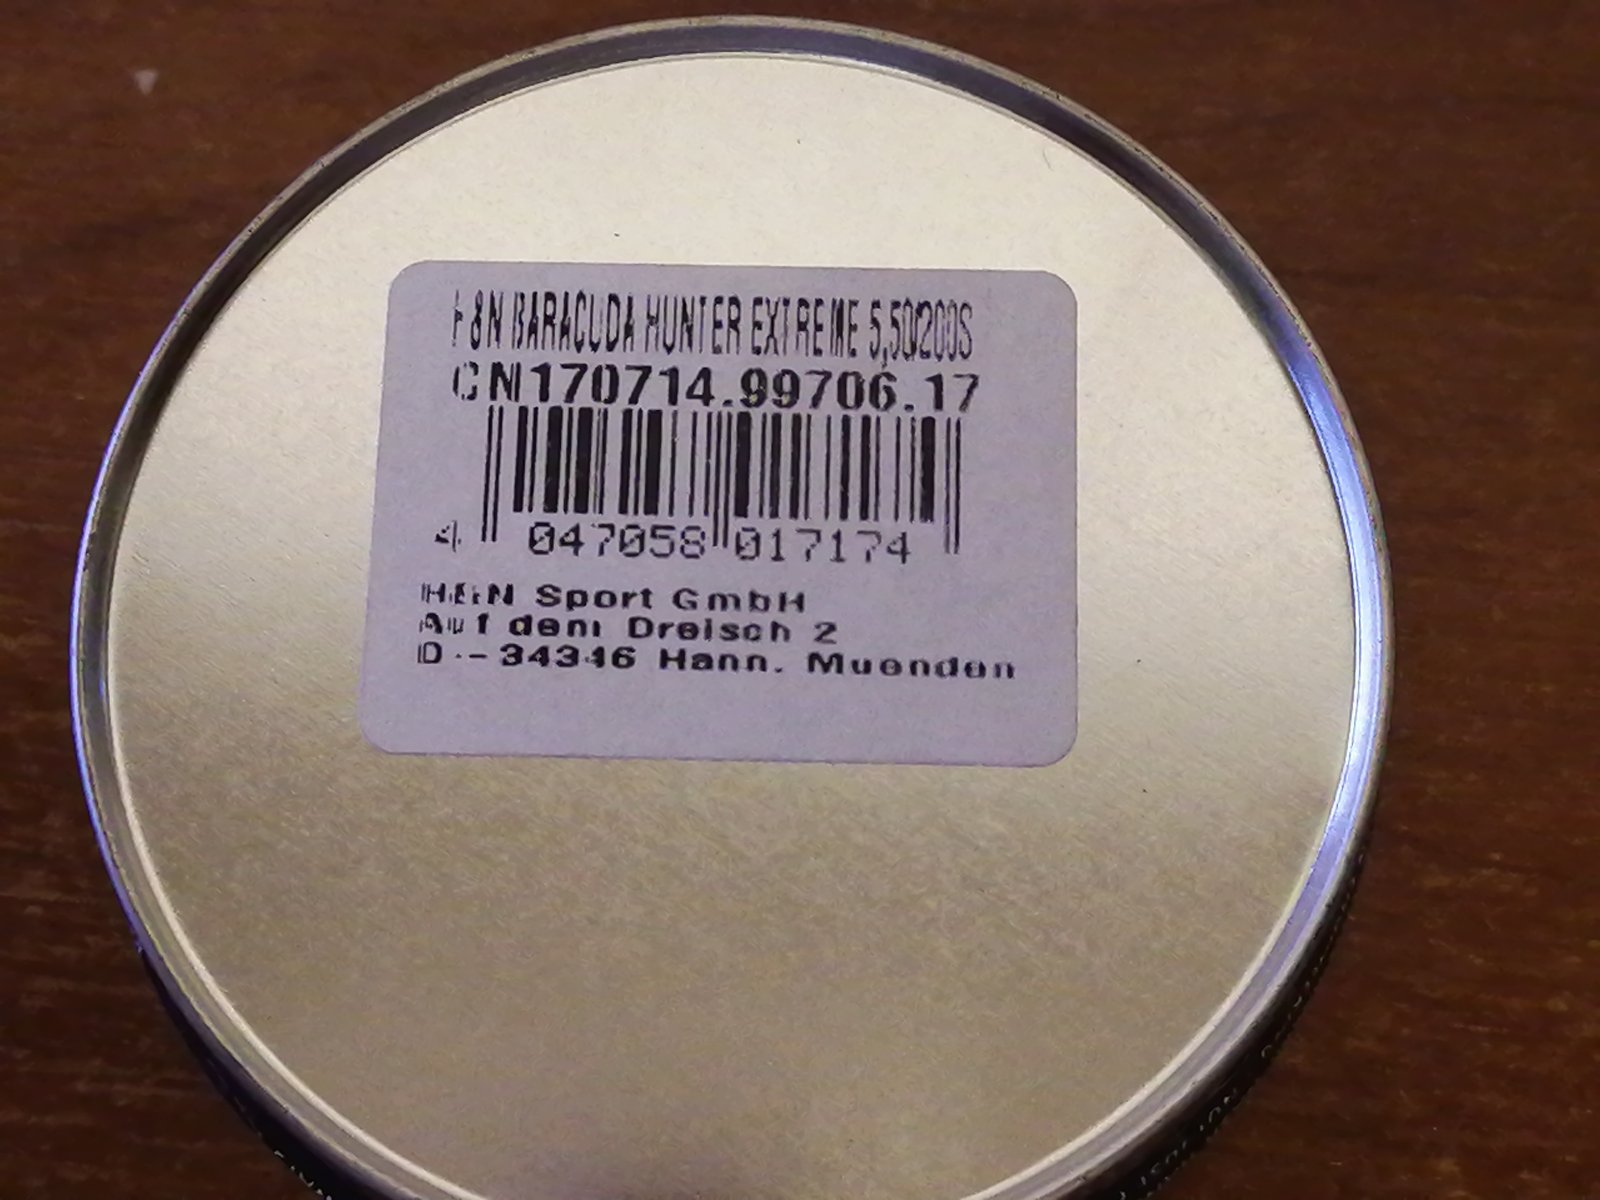 H&N BARACUDA HUNTER EXTREME 5,50/200S
CN170714.99706.17
4 047058 017174
H&N Sport GmbH
Auf dem Dreisch 2
D--34346 Hann. Muenden